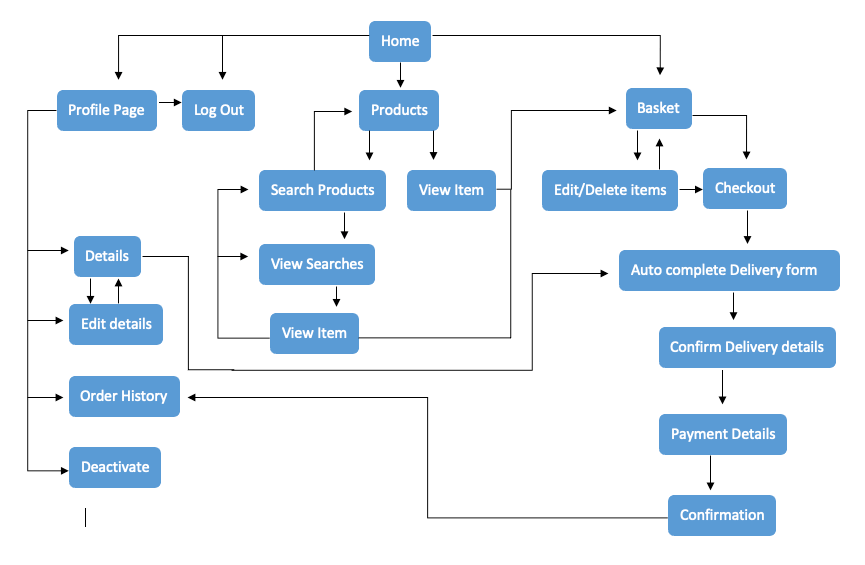 Home
Profile Page
Log Out
Products
Basket
Search Products
View Item
Edit/Delete items
Checkout
Details
View Searches
Auto complete Delivery form
Edit details
View Item
Confirm Delivery details
Order History
Payment Details
Deactivate
Confirmation